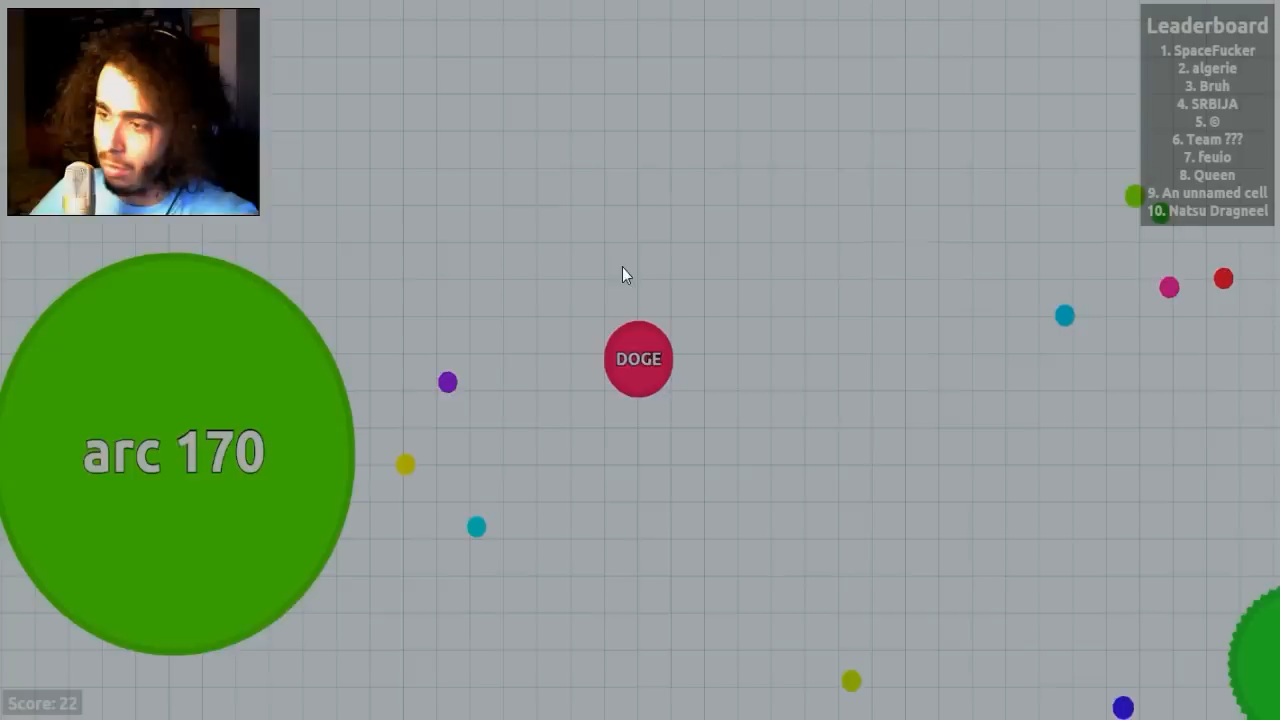 Leaderboard
1. SpaceFucker
2. algerie
3. Bruh
4. SRBIJA
5. ©
6. Team ???
7. feuio
8. Queen
9. An unnamed cell
10. Natsu Dragneel
DOGE
arc 170
Score: 22